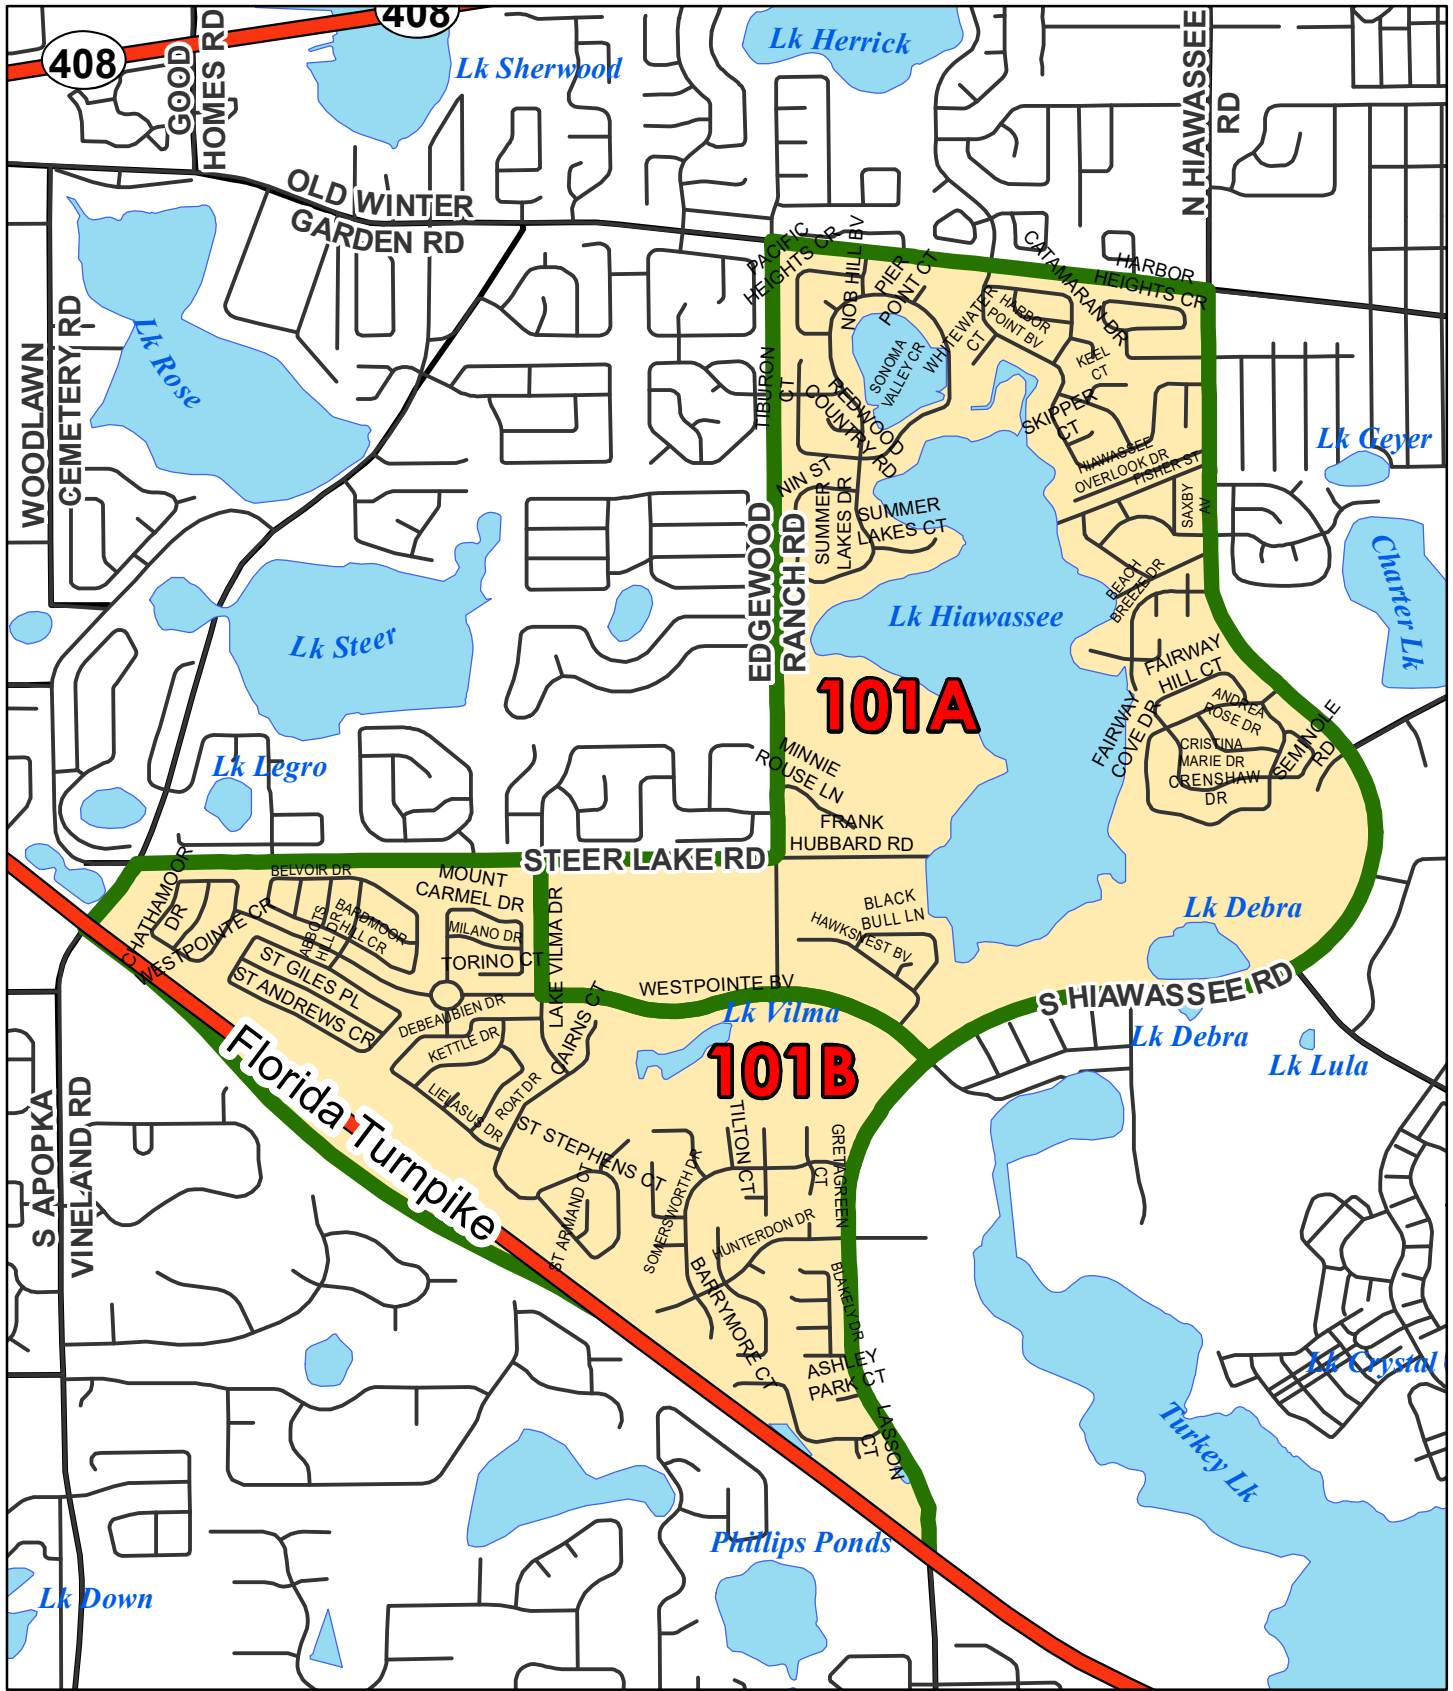 408
408
GOOD
HOMES RD
Lk Sherwood
Lk Herrick
N HIAWASSEE
RD
OLD WINTER
GARDEN RD
WOODLAWN
CEMETERY RD
Lk Rose
PACIFIC
HEIGHTS CR
NOB HILL BV
PIER
POINT CT
CATAMARAN DR
HARBOR
HEIGHTS CR
WHITEWATER
CT
HARBOR
POINT BV
SONOMA
VALLEY CR
KEEL
CT
TIBURON
CT
REDWOOD
COUNTRY RD
SKIPPER
CT
HIAWASSEE
OVERLOOK DR
FISHER ST
Lk Geyer
NIN ST
SUMMER
LAKES DR
SUMMER
LAKES CT
SAXBY
AV
EDGEWOOD
RANCH RD
BEACH
BREEZE DR
Charter Lk
Lk Hiawassee
Lk Steer
FAIRWAY
HILL CT
101A
FAIRWAY
COVE DR
ANDREA
ROSE DR
CRISTINA
MARIE DR
CRENSHAW
DR
SEMINOLE
RD
MINNIE
ROUSE LN
Lk Legro
FRANK
HUBBARD RD
STEER LAKE RD
CHATHAMOOR
DR
BELVOIR DR
MOUNT
CARMEL DR
WESTPOINTE CR
ABBOTS
HILL DR
BARDMOOR
HILL CR
MILANO DR
TORINO CT
LAKE VILMA DR
BLACK
BULL LN
HAWKSNEST BV
Lk Debra
ST GILES PL
ST ANDREWS CR
WESTPOINTE BV
S HIAWASSEE RD
DEBEAUBIEN DR
CAIRNS CT
Lk Vilma
Lk Debra
KETTLE DR
101B
Lk Lula
Florida Turnpike
LIELASUS DR
ROAT DR
S APOPKA
VINELAND RD
ST STEPHENS CT
TILTON CT
GRETAGREEN
CT
ST ARMAND CT
SOMERSWORTH DR
HUNTERDON DR
BARRYMORE CT
BLAKELY DR
ASHLEY
PARK CT
Lk Crystal
LASSON
CT
Turkey Lk
Phillips Ponds
Lk Down